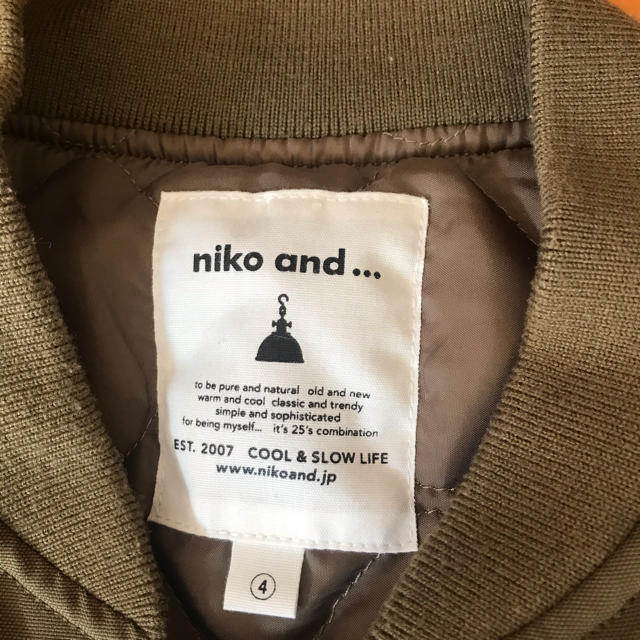 niko and ...
to be pure and natural old and new
warm and cool classic and trendy
simple and sophisticated
for being myself... it's 25's combination
EST. 2007 COOL & SLOW LIFE
www.nikoand.jp
④